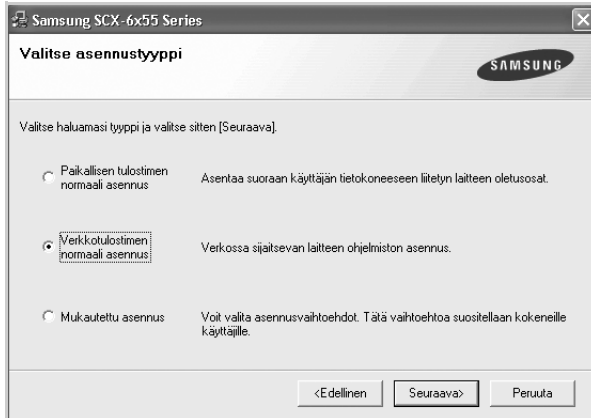 Samsung SCX-6x55 Series
Valitse asennustyyppi
SAMSUNG
Valitse haluamasi tyyppi ja valitse sitten [Seuraava].
Paikallisen tulostimen
normaali asennus
Asentaa suoraan käyttäjän tietokoneeseen liitetyn laitteen oletusosat.
Verkkotulostimen
normaali asennus
Verkossa sijaitsevan laitteen ohjelmiston asennus.
Mukautettu asennus
Voit valita asennusvaihtoehdot. Tätä vaihtoehtoa suositellaan kokeneille
käyttäjille.
<Edellinen
Seuraava>
Peruuta